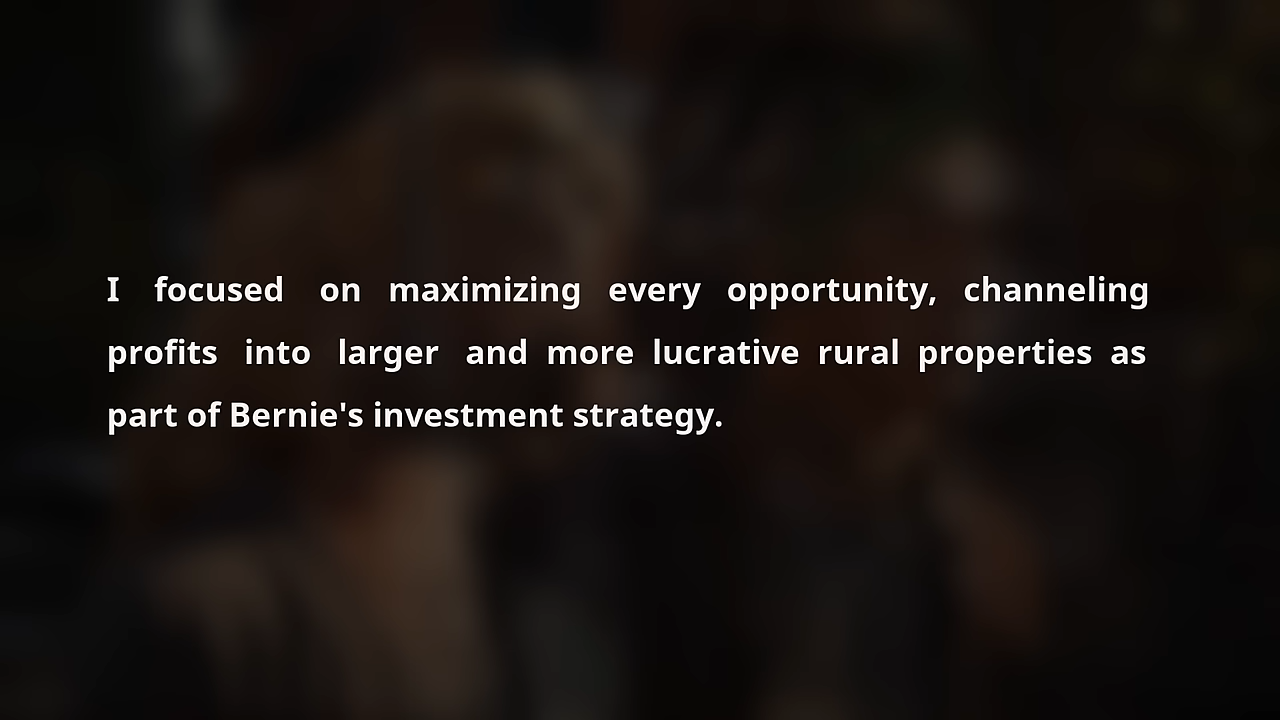 I focused on maximizing every opportunity, channeling
profits into larger and more lucrative rural properties as
part of Bernie's investment strategy.